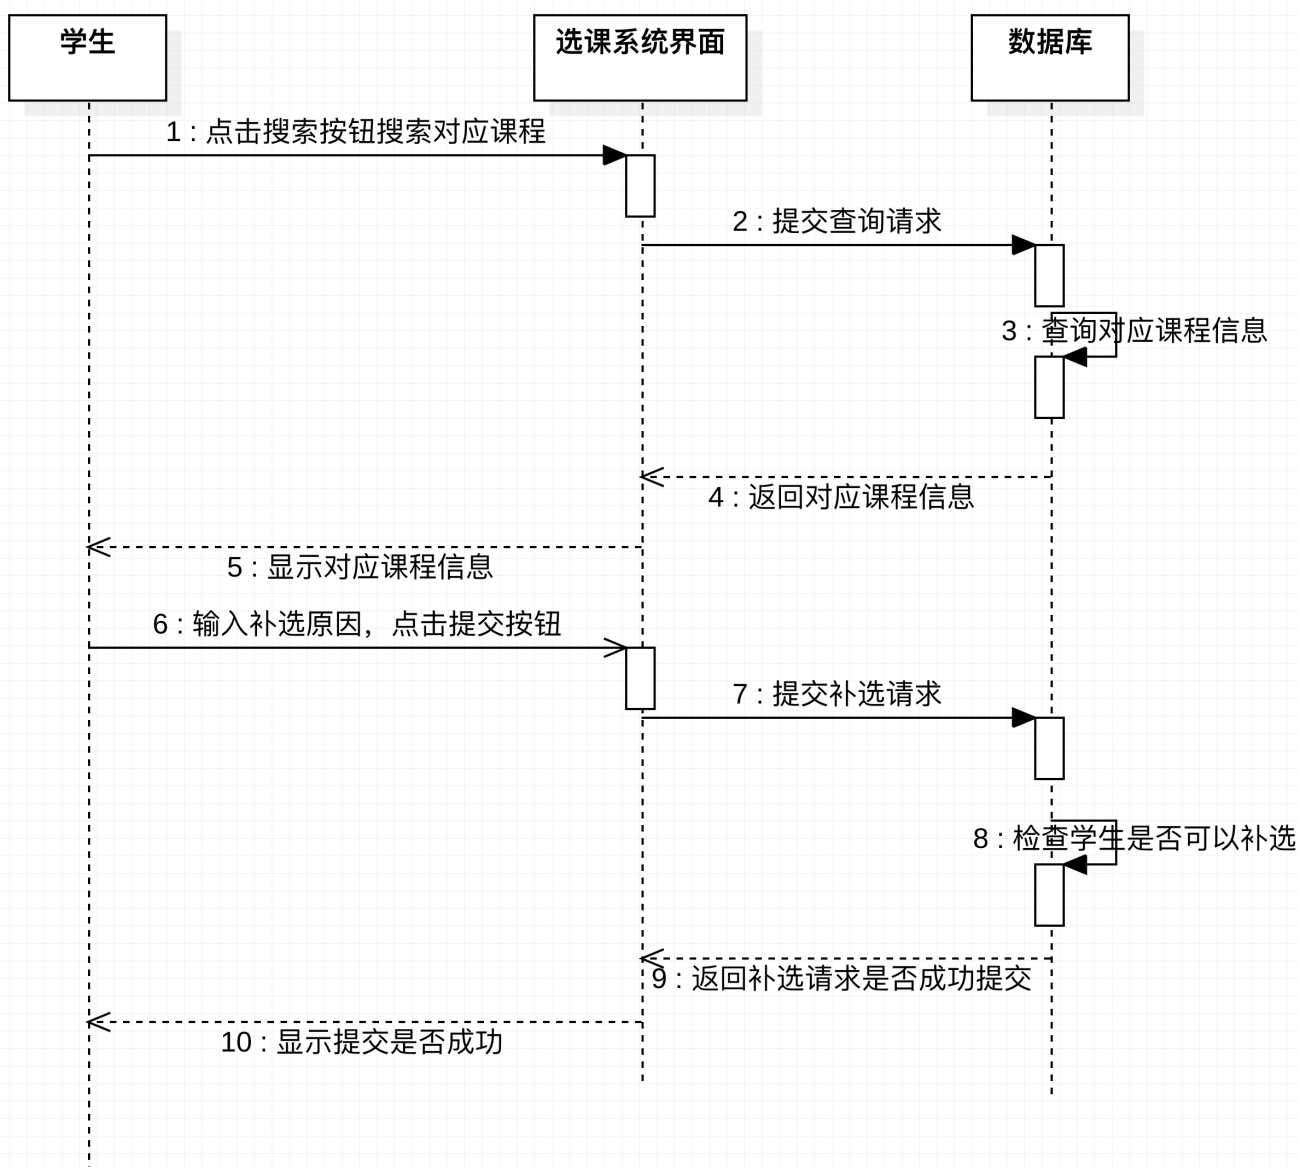 学生
选课系统界面
数据库
1 : 点击搜索按钮搜索对应课程
2 : 提交查询请求
3 : 查询对应课程信息
4 : 返回对应课程信息
5 : 显示对应课程信息
6 : 输入补选原因，点击提交按钮
7 : 提交补选请求
8 : 检查学生是否可以补选
9 : 返回补选请求是否成功提交
10 : 显示提交是否成功